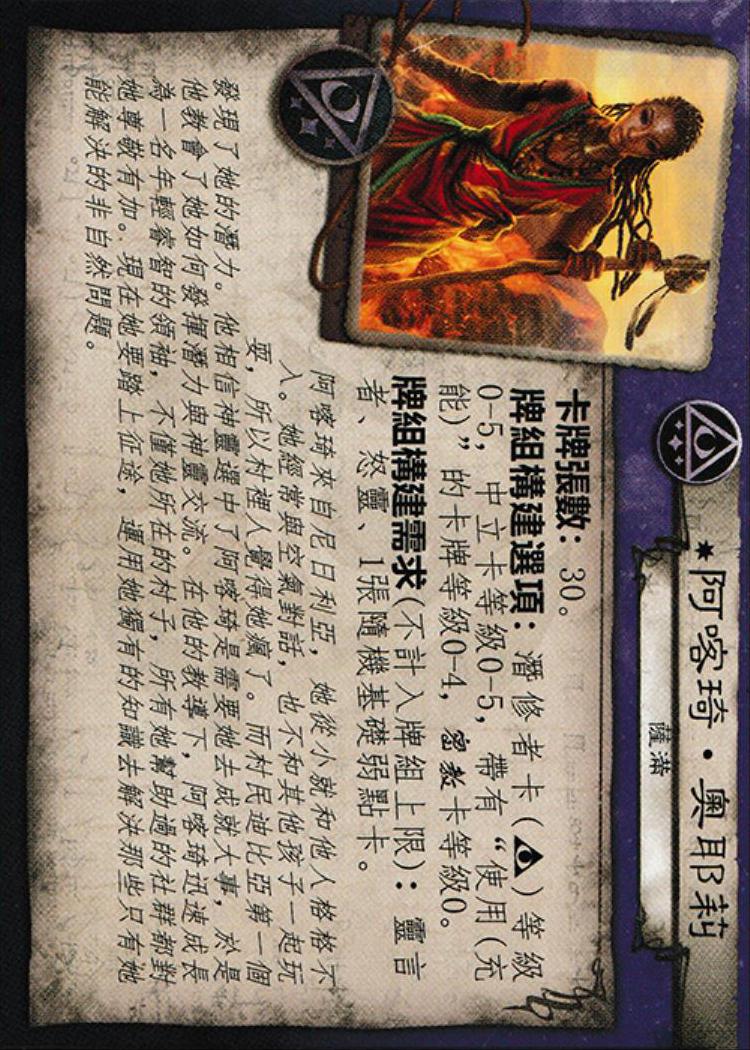 阿喀琦·奧耶莉
薩滿
卡牌張數：30。
牌組構建選項：潛修者卡（）等級
0-5，中立卡等級0-5，帶有“使用（充
能）”的卡牌等級0-4，密教卡等級0。
牌組構建需求（不計入牌組上限）：靈言
者、怒靈、1張隨機基礎弱點卡。
阿喀琦來自尼日利亞，她從小就和他人格格不
入。她經常與空氣對話，也不和其他孩子一起玩
耍，所以村裡人覺得她瘋了。而村民迪比亞第一個
發現了她的潛力。他相信神靈選中了阿喀琦是需要她去成就大事，於是
他教會了她如何發揮潛力與神靈交流。在他的教導下，阿喀琦迅速成長
為一名年輕睿智的領袖，不僅她所在的村子，所有她幫助過的社群都對
她尊敬有加。現在她要踏上征途，運用她獨有的知識去解決那些只有她
能解決的非自然問題。